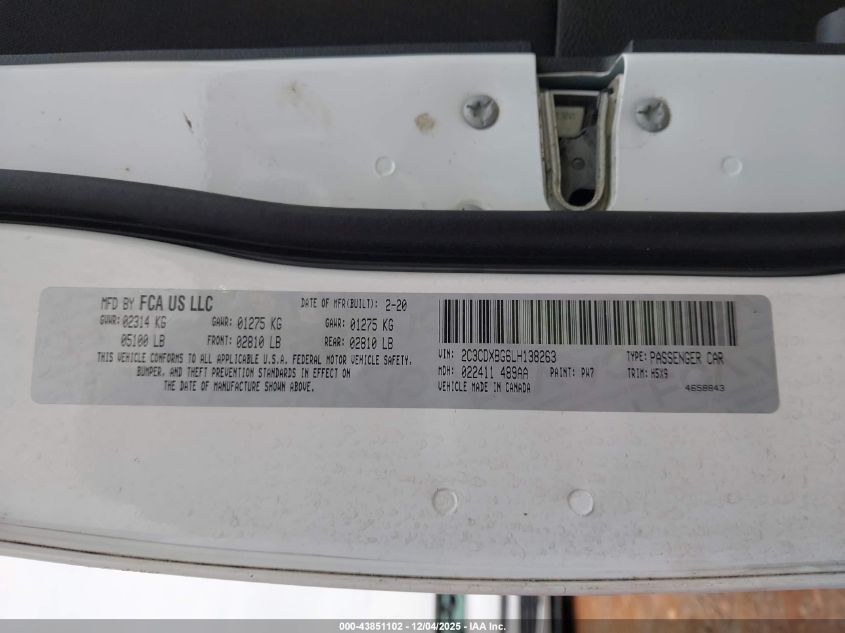 MFD BY FCA US LLC DATE OF MFR(BUILT): 2-20
GVWR: 02314 KG GAWR: 01275 KG GAWR: 01275 KG
05100 LB FRONT: 02810 LB REAR: 02810 LB
THIS VEHICLE CONFORMS TO ALL APPLICABLE U.S.A. FEDERAL MOTOR VEHICLE SAFETY,
BUMPER, AND THEFT PREVENTION STANDARDS IN EFFECT ON
THE DATE OF MANUFACTURE SHOWN ABOVE.
VIN: 2C3CDXBG6LH138263 TYPE: PASSENGER CAR
MDH: 022411 489AA PAINT: PW7 TRIM: H5X9
VEHICLE MADE IN CANADA 4658843
000-43851102 - 12/04/2025 - IAA Inc.